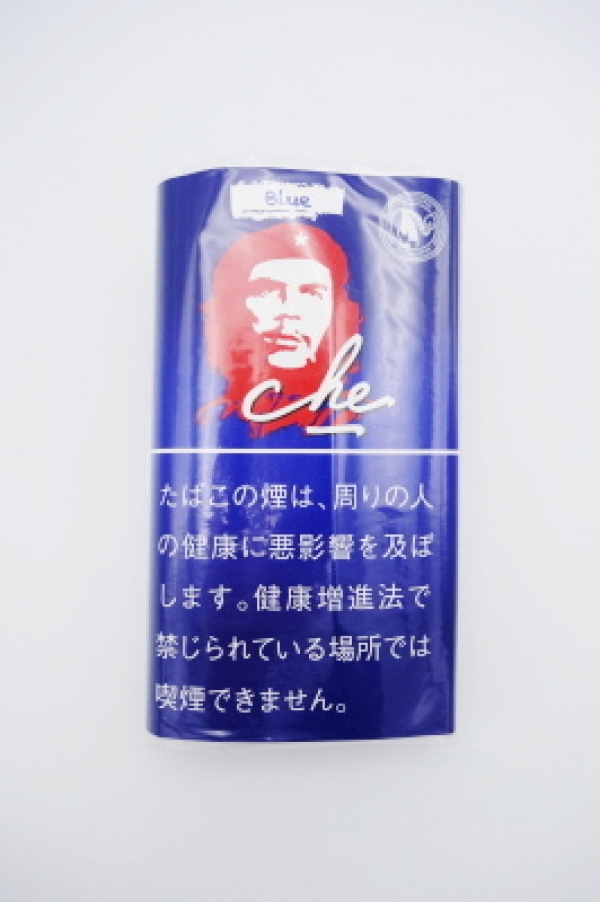 Blue
che
たばこの煙は、周りの人
の健康に悪影響を及ぼ
します。健康増進法で
禁じられている場所では
喫煙できません。